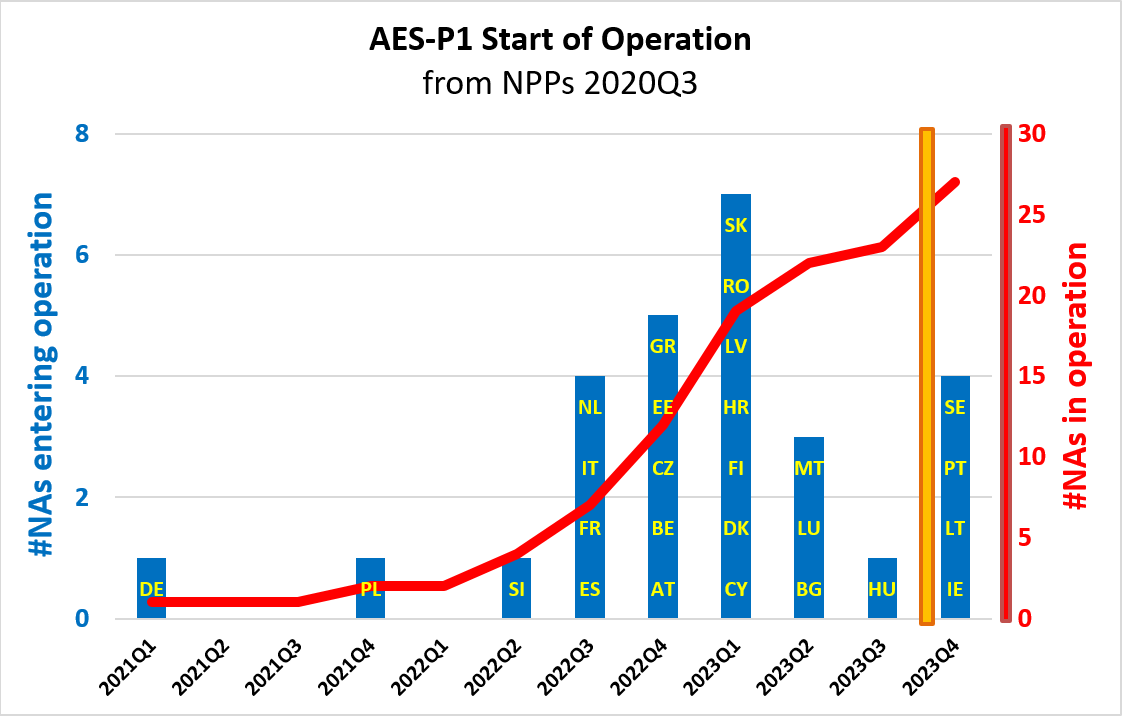 AES-P1 Start of Operation
from NPPs 2020Q3
#NAs entering operation
8
6
4
2
0
DE
PL
SI
NL
IT
FR
ES
GR
EE
CZ
BE
AT
SK
RO
LV
HR
FI
DK
CY
MT
LU
BG
HU
SE
PT
LT
IE
30
25
20
15
10
5
0
#NAs in operation
2021Q1
2021Q2
2021Q3
2021Q4
2022Q1
2022Q2
2022Q3
2022Q4
2023Q1
2023Q2
2023Q3
2023Q4